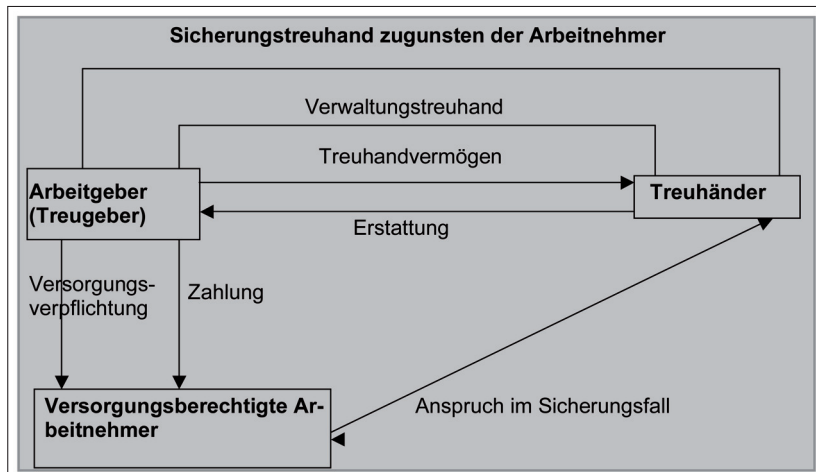 Sicherungstreuhand zugunsten der Arbeitnehmer
Verwaltungstreuhand
Treuhandvermögen
Arbeitgeber
(Treugeber)
Treuhänder
Erstattung
Versorgungs-
verpflichtung
Zahlung
Versorgungsberechtigte Ar-
beitnehmer
Anspruch im Sicherungsfall